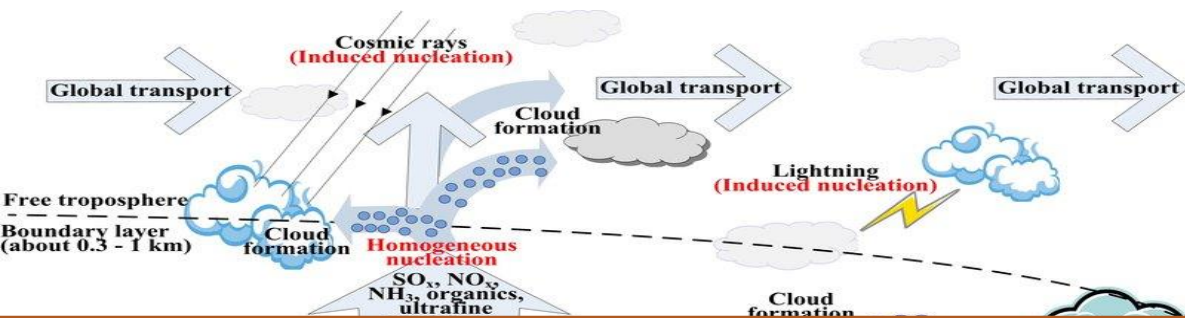 Cosmic rays
(Induced nucleation)
Global transport
Global transport
Global transport
Cloud
formation
Lightning
(Induced nucleation)
Free troposphere
Boundary layer
(about 0.3 - 1 km)
Cloud
formation
Homogeneous
nucleation
SOₓ, NOₓ,
NH₃, organics,
ultrafine
Cloud
formation